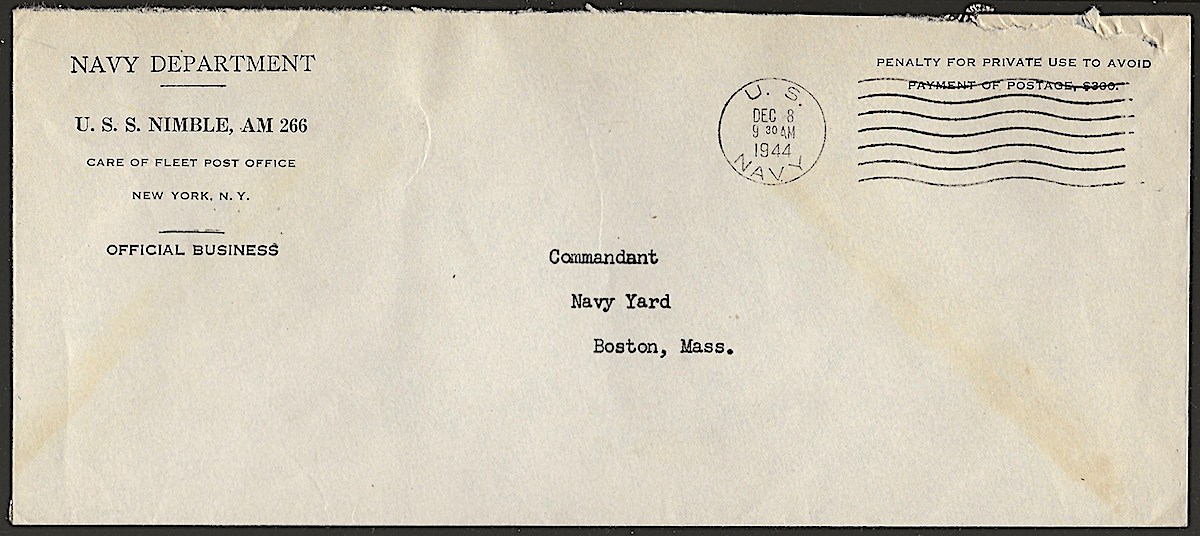 NAVY DEPARTMENT
U. S. S. NIMBLE, AM 266
CARE OF FLEET POST OFFICE
NEW YORK, N. Y.
OFFICIAL BUSINESS
U. S.
DEC 8
9 30 AM
1944
NAVY
PENALTY FOR PRIVATE USE TO AVOID
PAYMENT OF POSTAGE, $300.
Commandant
Navy Yard
Boston, Mass.